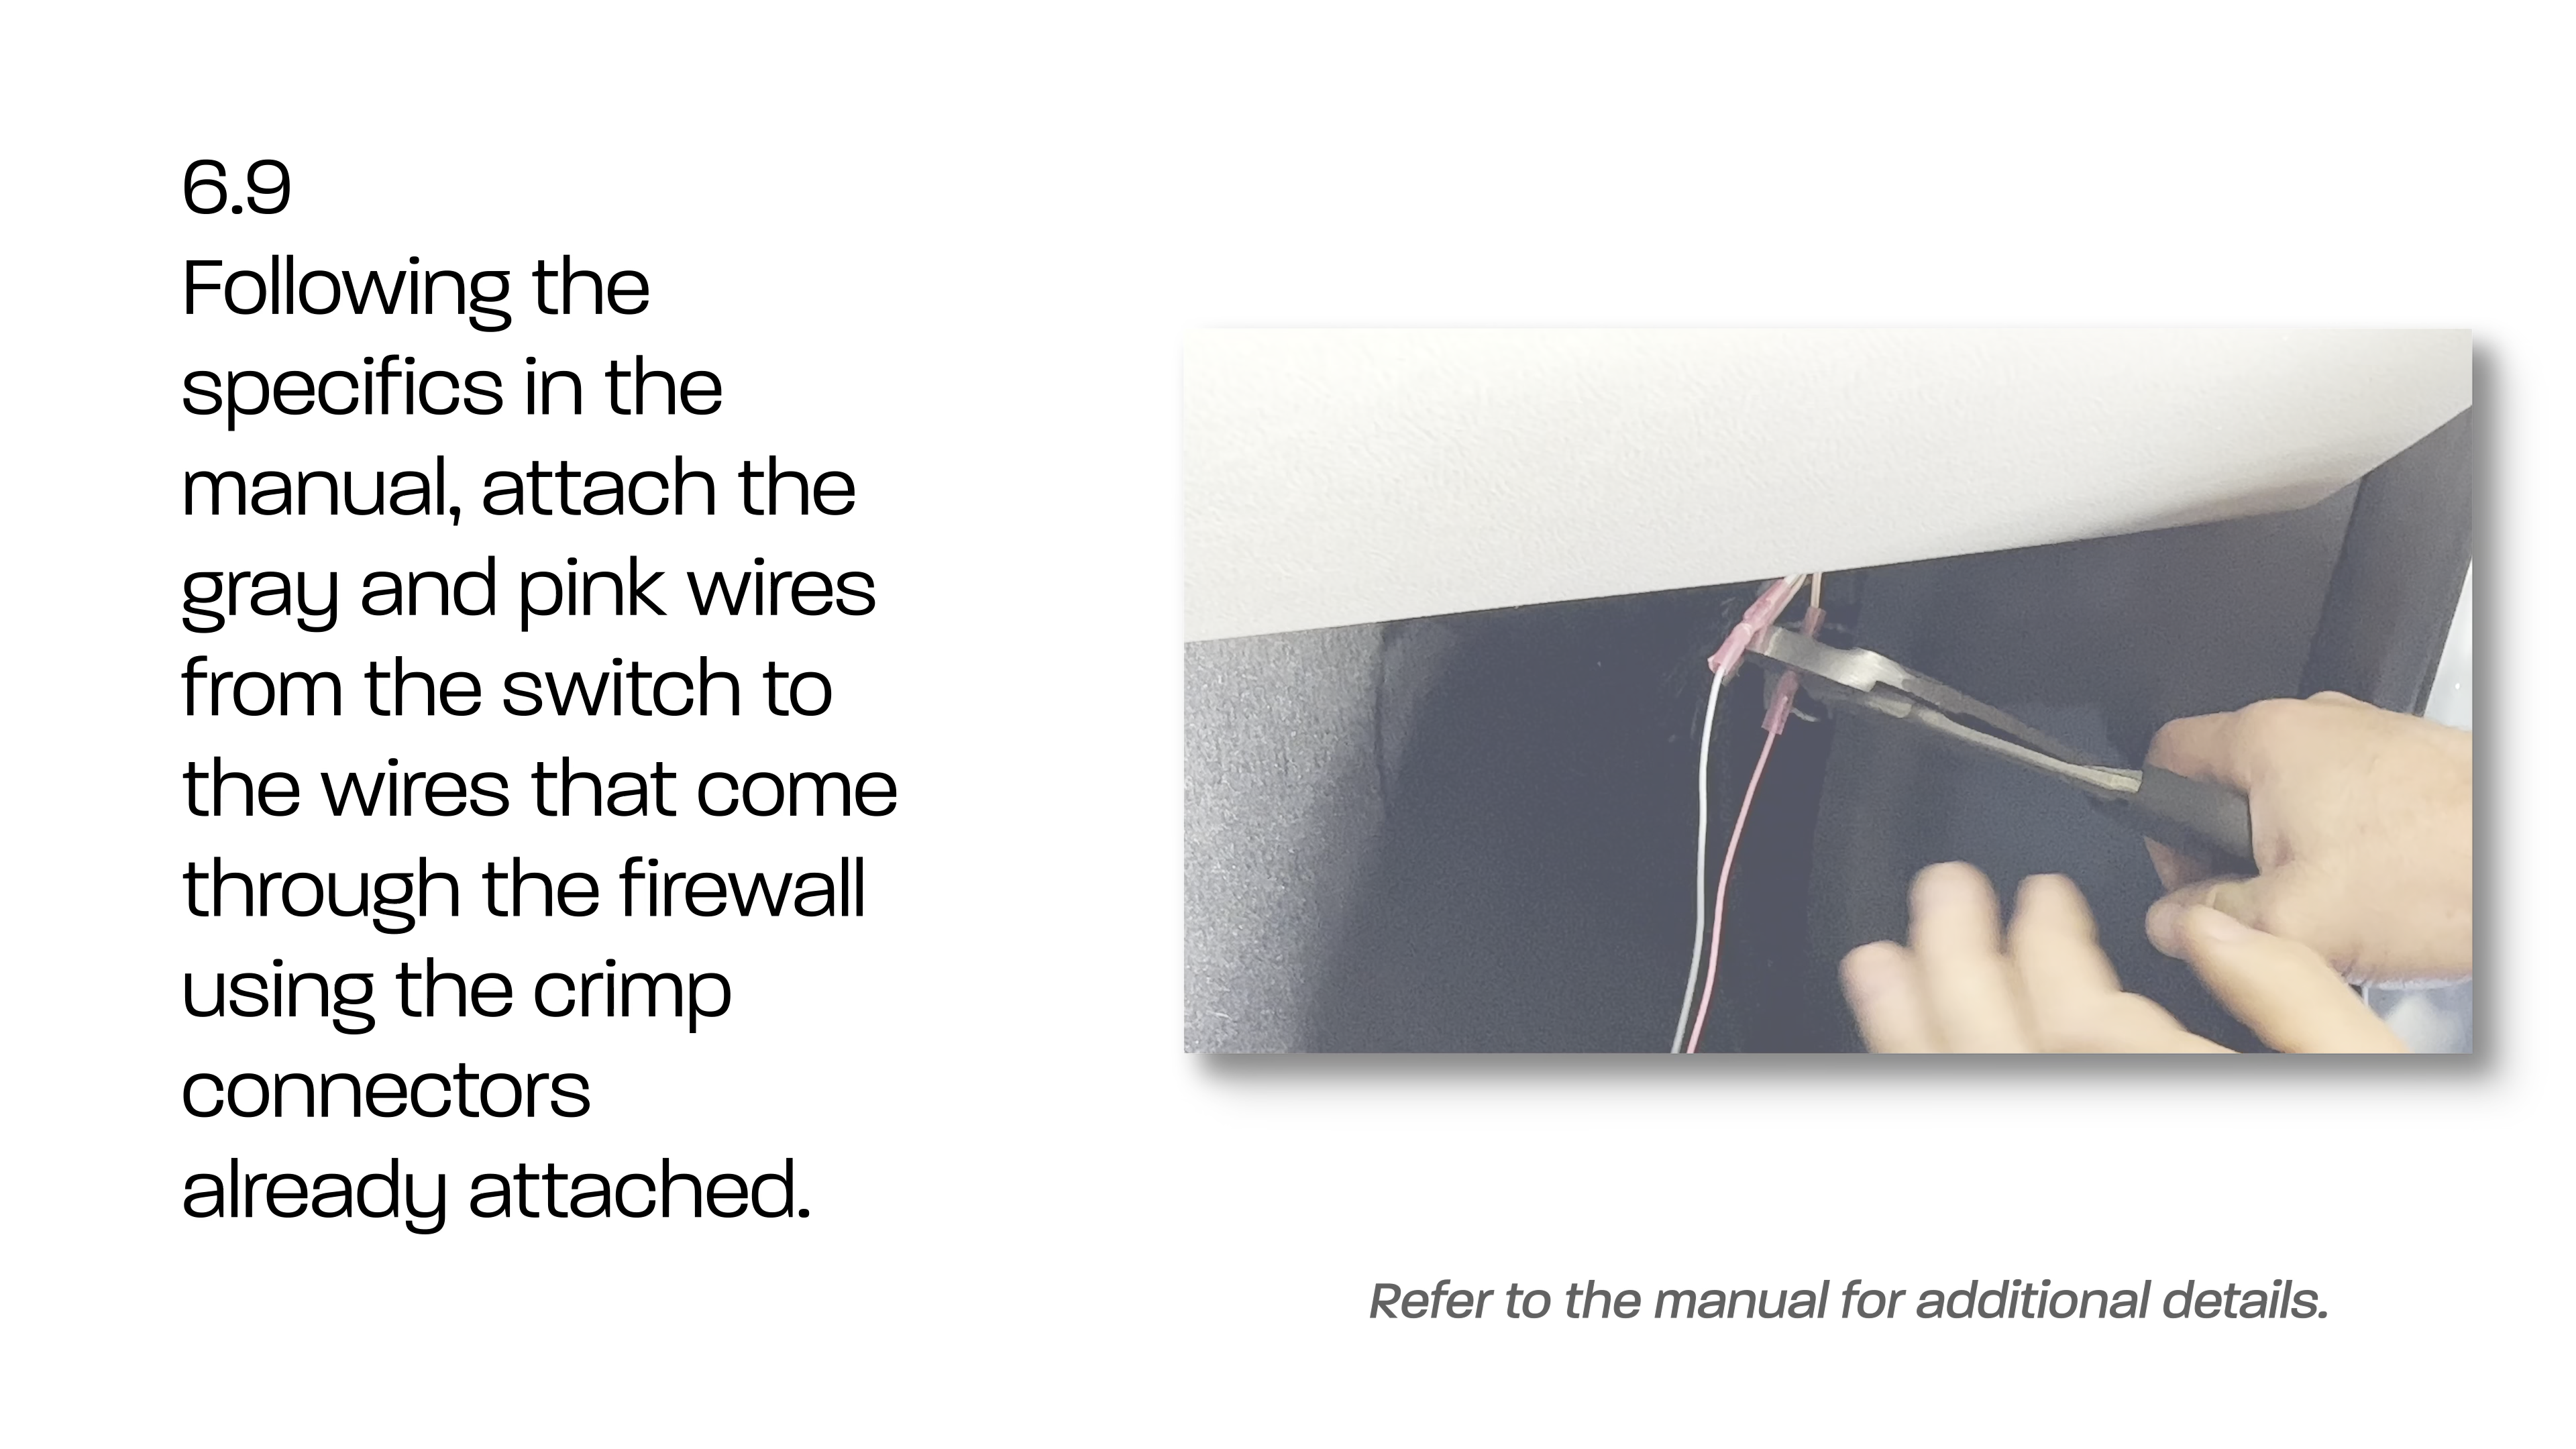 6.9
Following the
specifics in the
manual, attach the
gray and pink wires
from the switch to
the wires that come
through the firewall
using the crimp
connectors
already attached.
Refer to the manual for additional details.